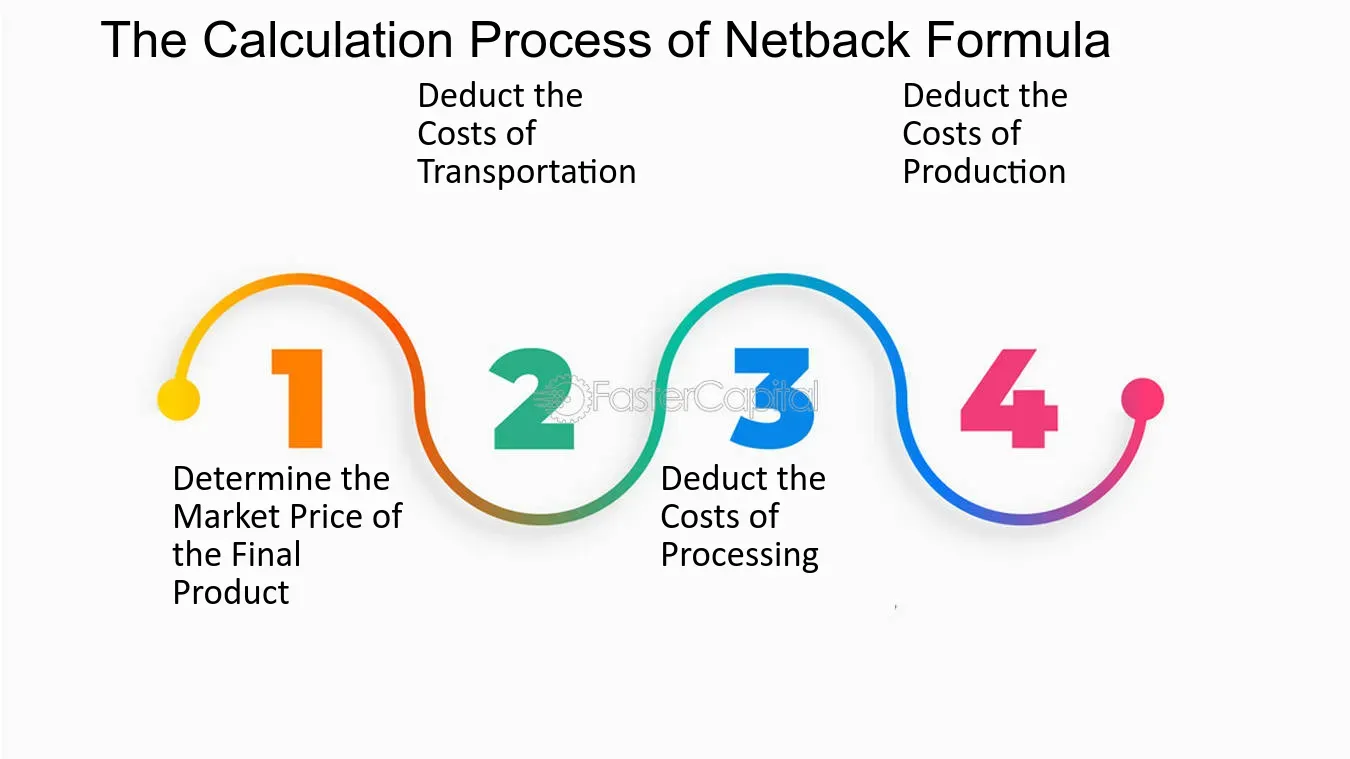 The Calculation Process of Netback Formula
Deduct the
Costs of
Transportation
Deduct the
Costs of
Production
1
2
3
4
FasterCapital
Determine the
Market Price of
the Final
Product
Deduct the
Costs of
Processing